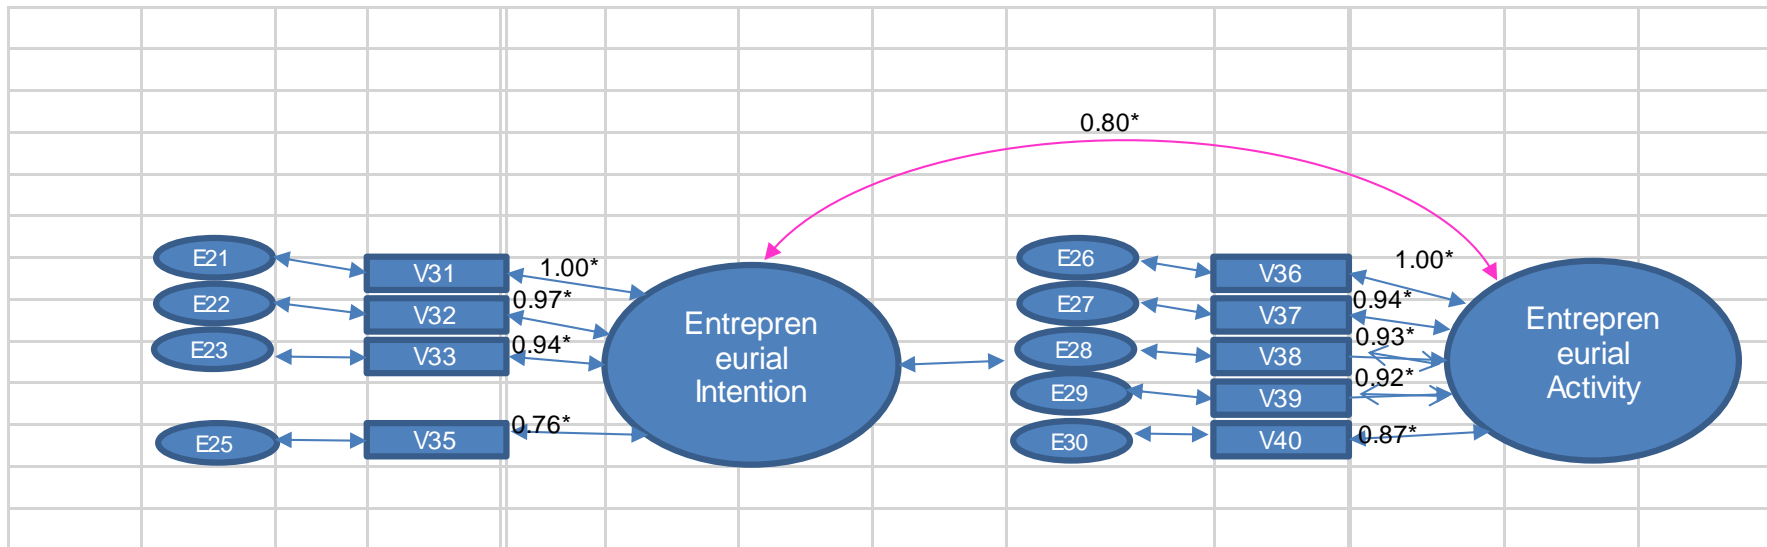 0.80*
E21
V31
1.00*
E22
V32
0.97*
E23
V33
0.94*
E25
V35
0.76*
Entrepren
eurial
Intention
E26
V36
1.00*
E27
V37
0.94*
E28
V38
0.93*
E29
V39
0.92*
E30
V40
0.87*
Entrepren
eurial
Activity